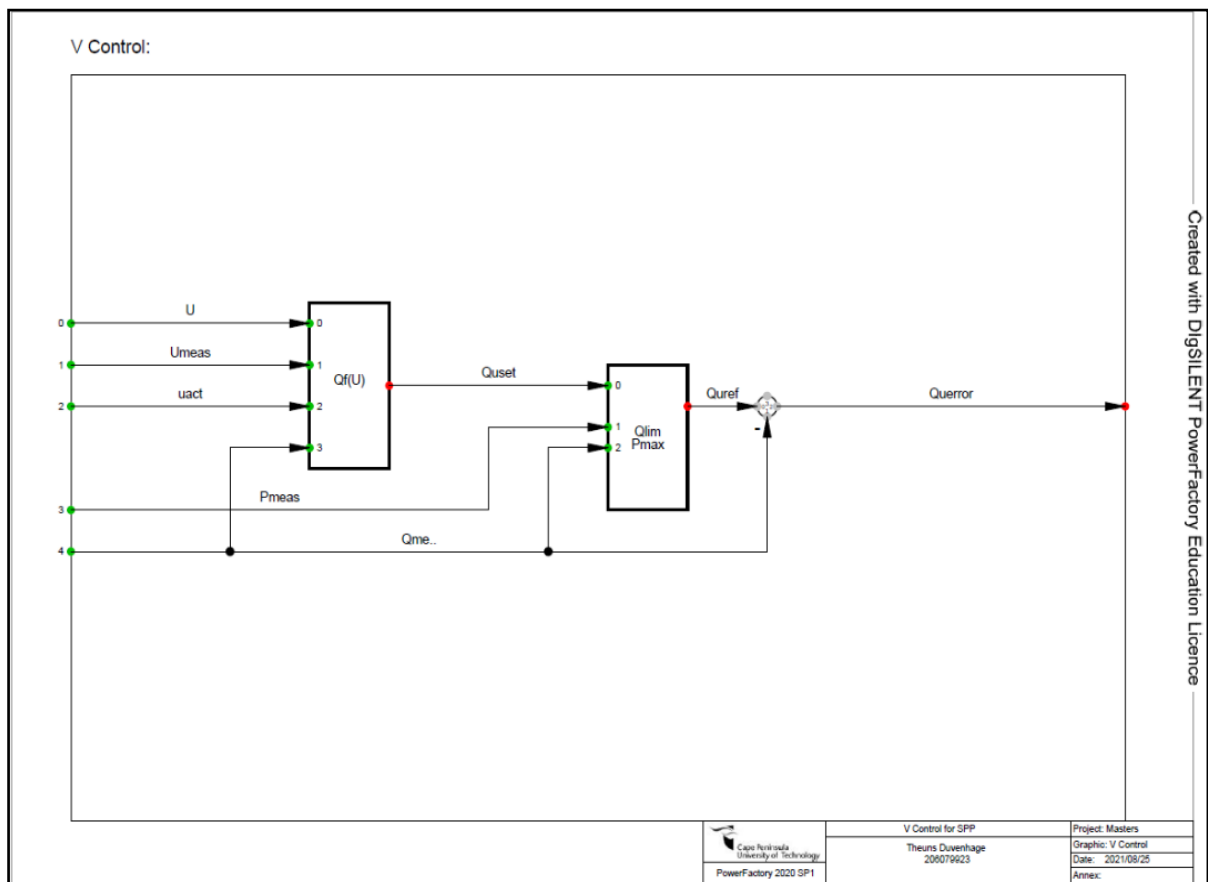 V Control:
0
U
0
1
Umeas
1
Qf(U)
2
uact
2
3
Quset
0
1
Qlim
Pmax
2
Quref
-
Querror
3
Pmeas
4
Qme..
Created with DIgSILENT PowerFactory Education Licence
Cape Peninsula
University of Technology
PowerFactory 2020 SP1
V Control for SPP
Theuns Duvenhage
206079923
Project: Masters
Graphic: V Control
Date: 2021/08/25
Annex: